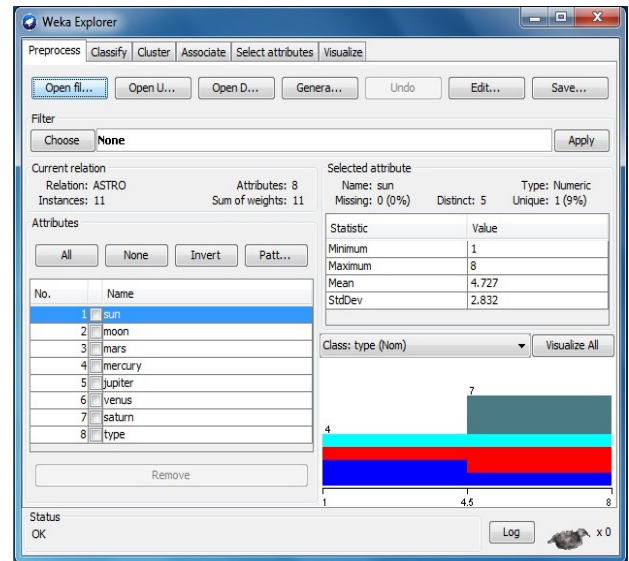 Weka Explorer
Preprocess Classify Cluster Associate Select attributes Visualize
Open fil... Open U... Open D... Genera... Undo Edit... Save...
Filter
Choose None Apply
Current relation
Relation: ASTRO Attributes: 8
Instances: 11 Sum of weights: 11
Attributes
All None Invert Patt...
No. Name
1 sun
2 moon
3 mars
4 mercury
5 jupiter
6 venus
7 saturn
8 type
Remove
Selected attribute
Name: sun Type: Numeric
Missing: 0 (0%) Distinct: 5 Unique: 1 (9%)
Statistic Value
Minimum 1
Maximum 8
Mean 4.727
StdDev 2.832
Class: type (Nom) Visualize All
7
4
1 4.5 8
Status
OK Log x 0